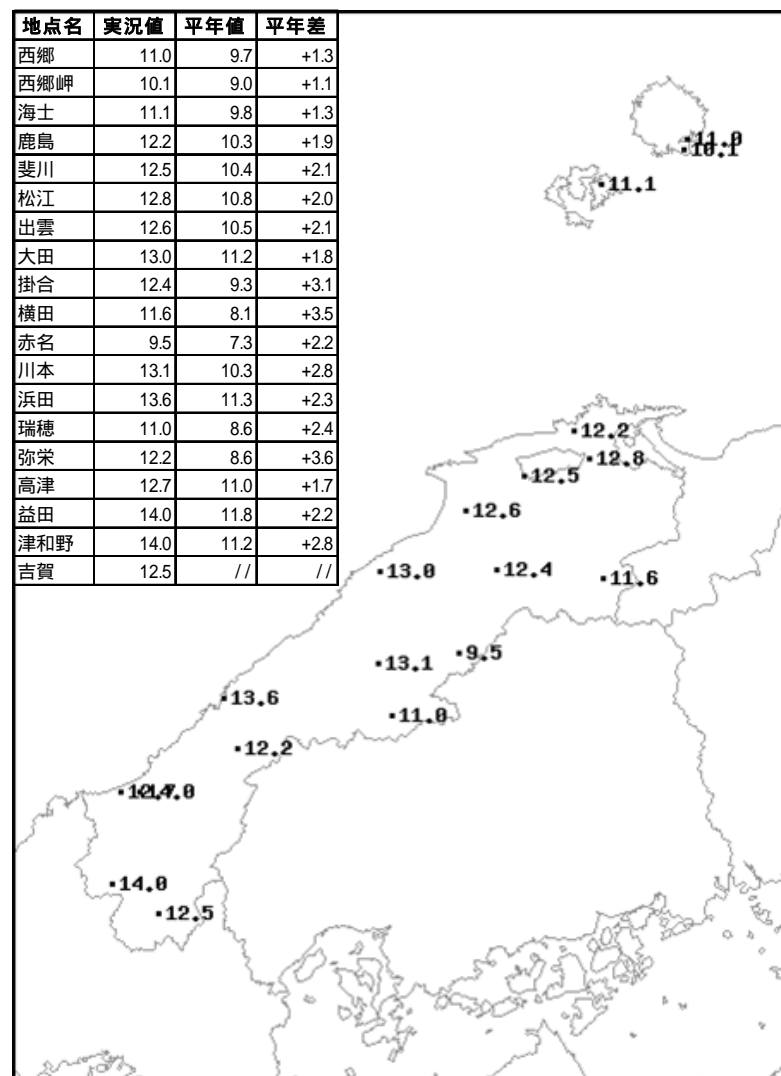 地点名 実況値 平年値 平年差
西郷 11.0 9.7 +1.3
西郷岬 10.1 9.0 +1.1
海士 11.1 9.8 +1.3
鹿島 12.2 10.3 +1.9
斐川 12.5 10.4 +2.1
松江 12.8 10.8 +2.0
出雲 12.6 10.5 +2.1
大田 13.0 11.2 +1.8
掛合 12.4 9.3 +3.1
横田 11.6 8.1 +3.5
赤名 9.5 7.3 +2.2
川本 13.1 10.3 +2.8
浜田 13.6 11.3 +2.3
瑞穂 11.0 8.6 +2.4
弥栄 12.2 8.6 +3.6
高津 12.7 11.0 +1.7
益田 14.0 11.8 +2.2
津和野 14.0 11.2 +2.8
吉賀 12.5 // //
11.0
10.1
11.1
12.2
12.8
12.5
12.6
13.0
12.4
11.6
9.5
13.1
13.6
11.0
12.2
12.7 14.0
14.0
12.5